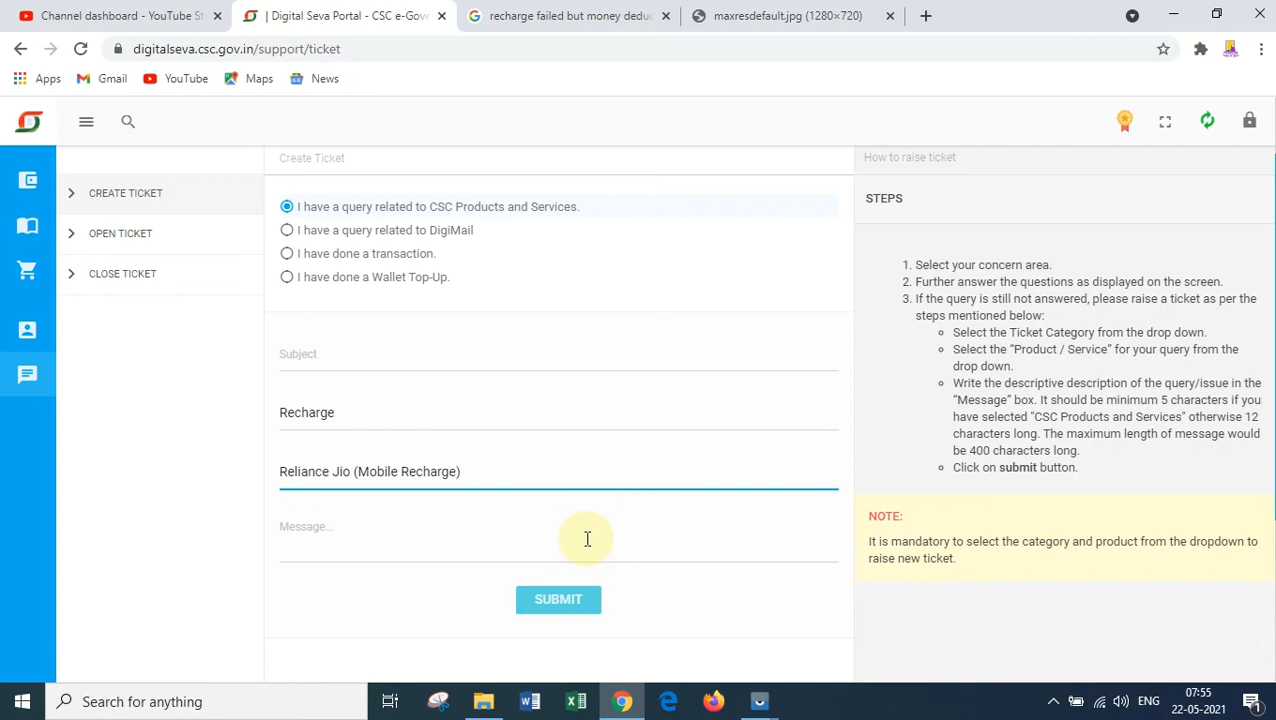 Channel dashboard - YouTube St
| Digital Seva Portal - CSC e-Gove
recharge failed but money deduc
maxresdefault.jpg (1280×720)
digitalseva.csc.gov.in/support/ticket
Apps
Gmail
YouTube
Maps
News
Create Ticket
How to raise ticket
CREATE TICKET
OPEN TICKET
CLOSE TICKET
I have a query related to CSC Products and Services.
I have a query related to DigiMail
I have done a transaction.
I have done a Wallet Top-Up.
Subject
Recharge
Reliance Jio (Mobile Recharge)
Message...
SUBMIT
STEPS
1. Select your concern area.
2. Further answer the questions as displayed on the screen.
3. If the query is still not answered, please raise a ticket as per the
steps mentioned below:
Select the Ticket Category from the drop down.
Select the “Product / Service” for your query from the
drop down.
Write the descriptive description of the query/issue in the
“Message” box. It should be minimum 5 characters if you
have selected "CSC Products and Services" otherwise 12
characters long. The maximum length of message would
be 400 characters long.
Click on submit button.
NOTE:
It is mandatory to select the category and product from the dropdown to
raise new ticket.
Search for anything
ENG
07:55
22-05-2021
1